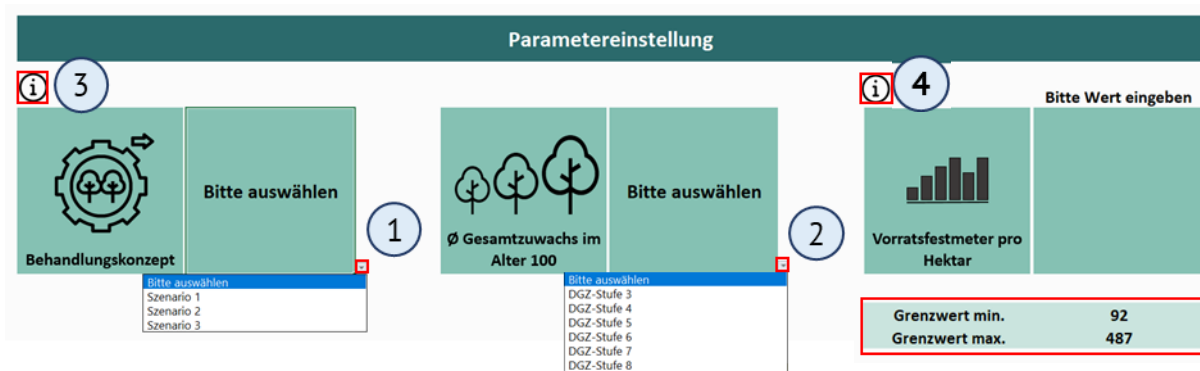 Parametereinstellung
i
3
i
4
Bitte Wert eingeben
Behandlungskonzept
Bitte auswählen
1
Bitte auswählen
Szenario 1
Szenario 2
Szenario 3
Ø Gesamtzuwachs im
Alter 100
Bitte auswählen
2
Bitte auswählen
DGZ-Stufe 3
DGZ-Stufe 4
DGZ-Stufe 5
DGZ-Stufe 6
DGZ-Stufe 7
DGZ-Stufe 8
Vorratsfestmeter pro
Hektar
Grenzwert min. 92
Grenzwert max. 487